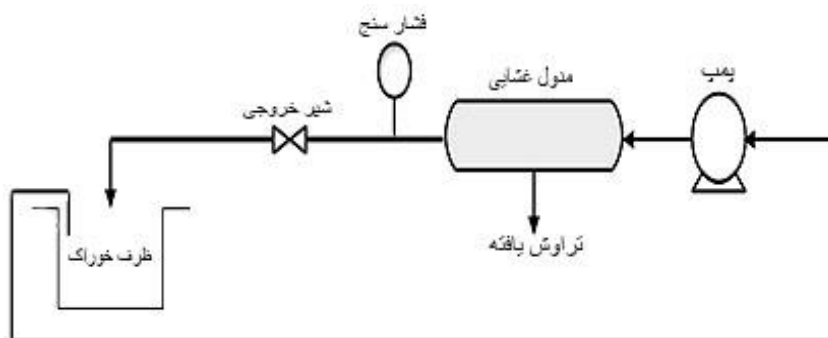 فشار سنج
پمپ
مدول غشایی
شیر خروجی
تراوش یافته
ظرف خوراک